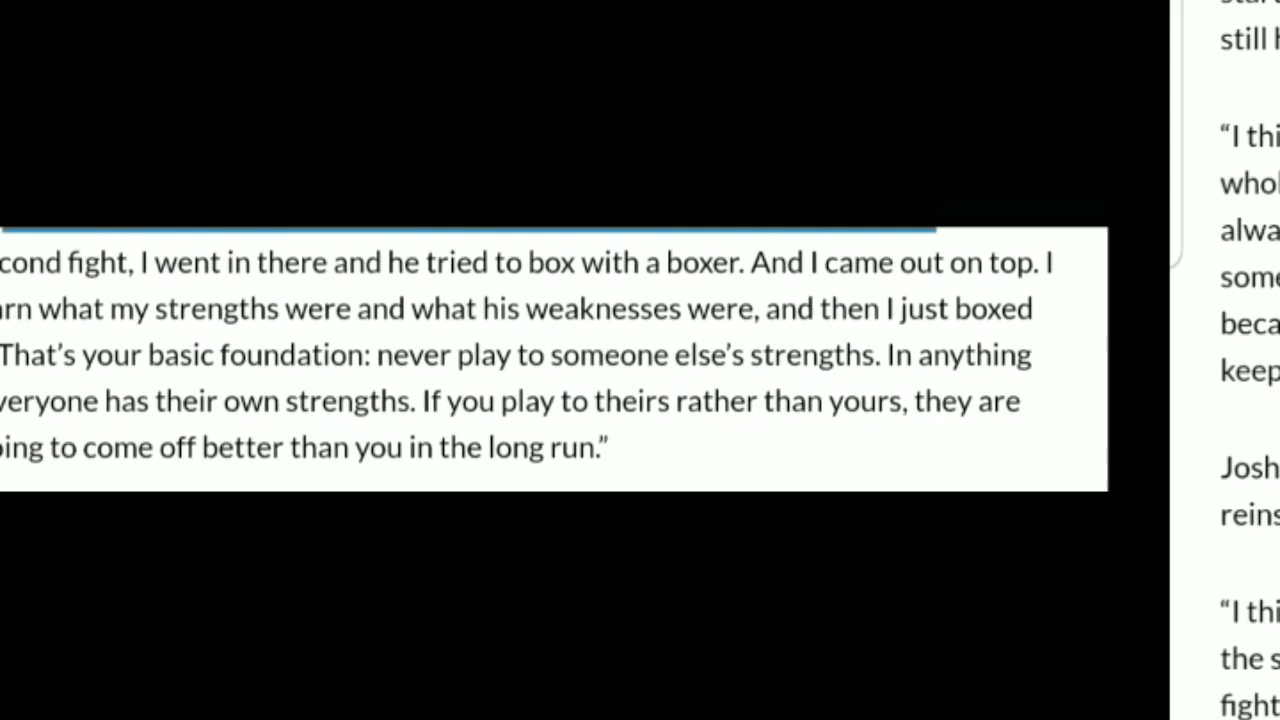 cond fight, I went in there and he tried to box with a boxer. And I came out on top. I
rn what my strengths were and what his weaknesses were, and then I just boxed
That’s your basic foundation: never play to someone else’s strengths. In anything
veryone has their own strengths. If you play to theirs rather than yours, they are
ing to come off better than you in the long run.”
still h
“I thi
whol
alwa
some
beca
keep
Josh
reins
“I thi
the s
fight